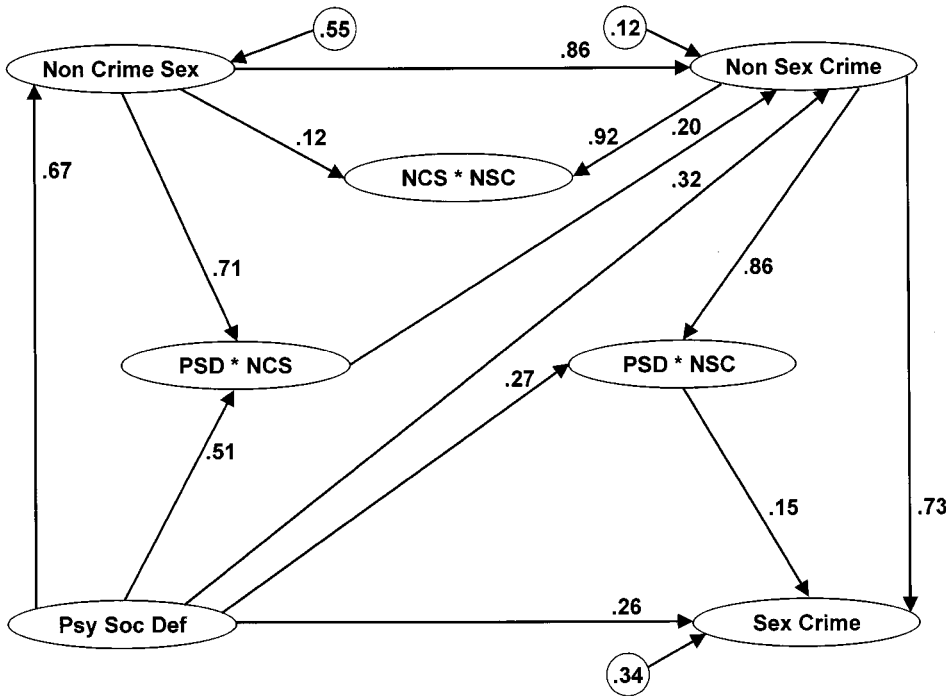 .55
.12
Non Crime Sex
.86
Non Sex Crime
.12
.92
.20
.67
NCS * NSC
.32
.71
.86
PSD * NCS
PSD * NSC
.27
.51
.15
.73
Psy Soc Def
.26
Sex Crime
.34